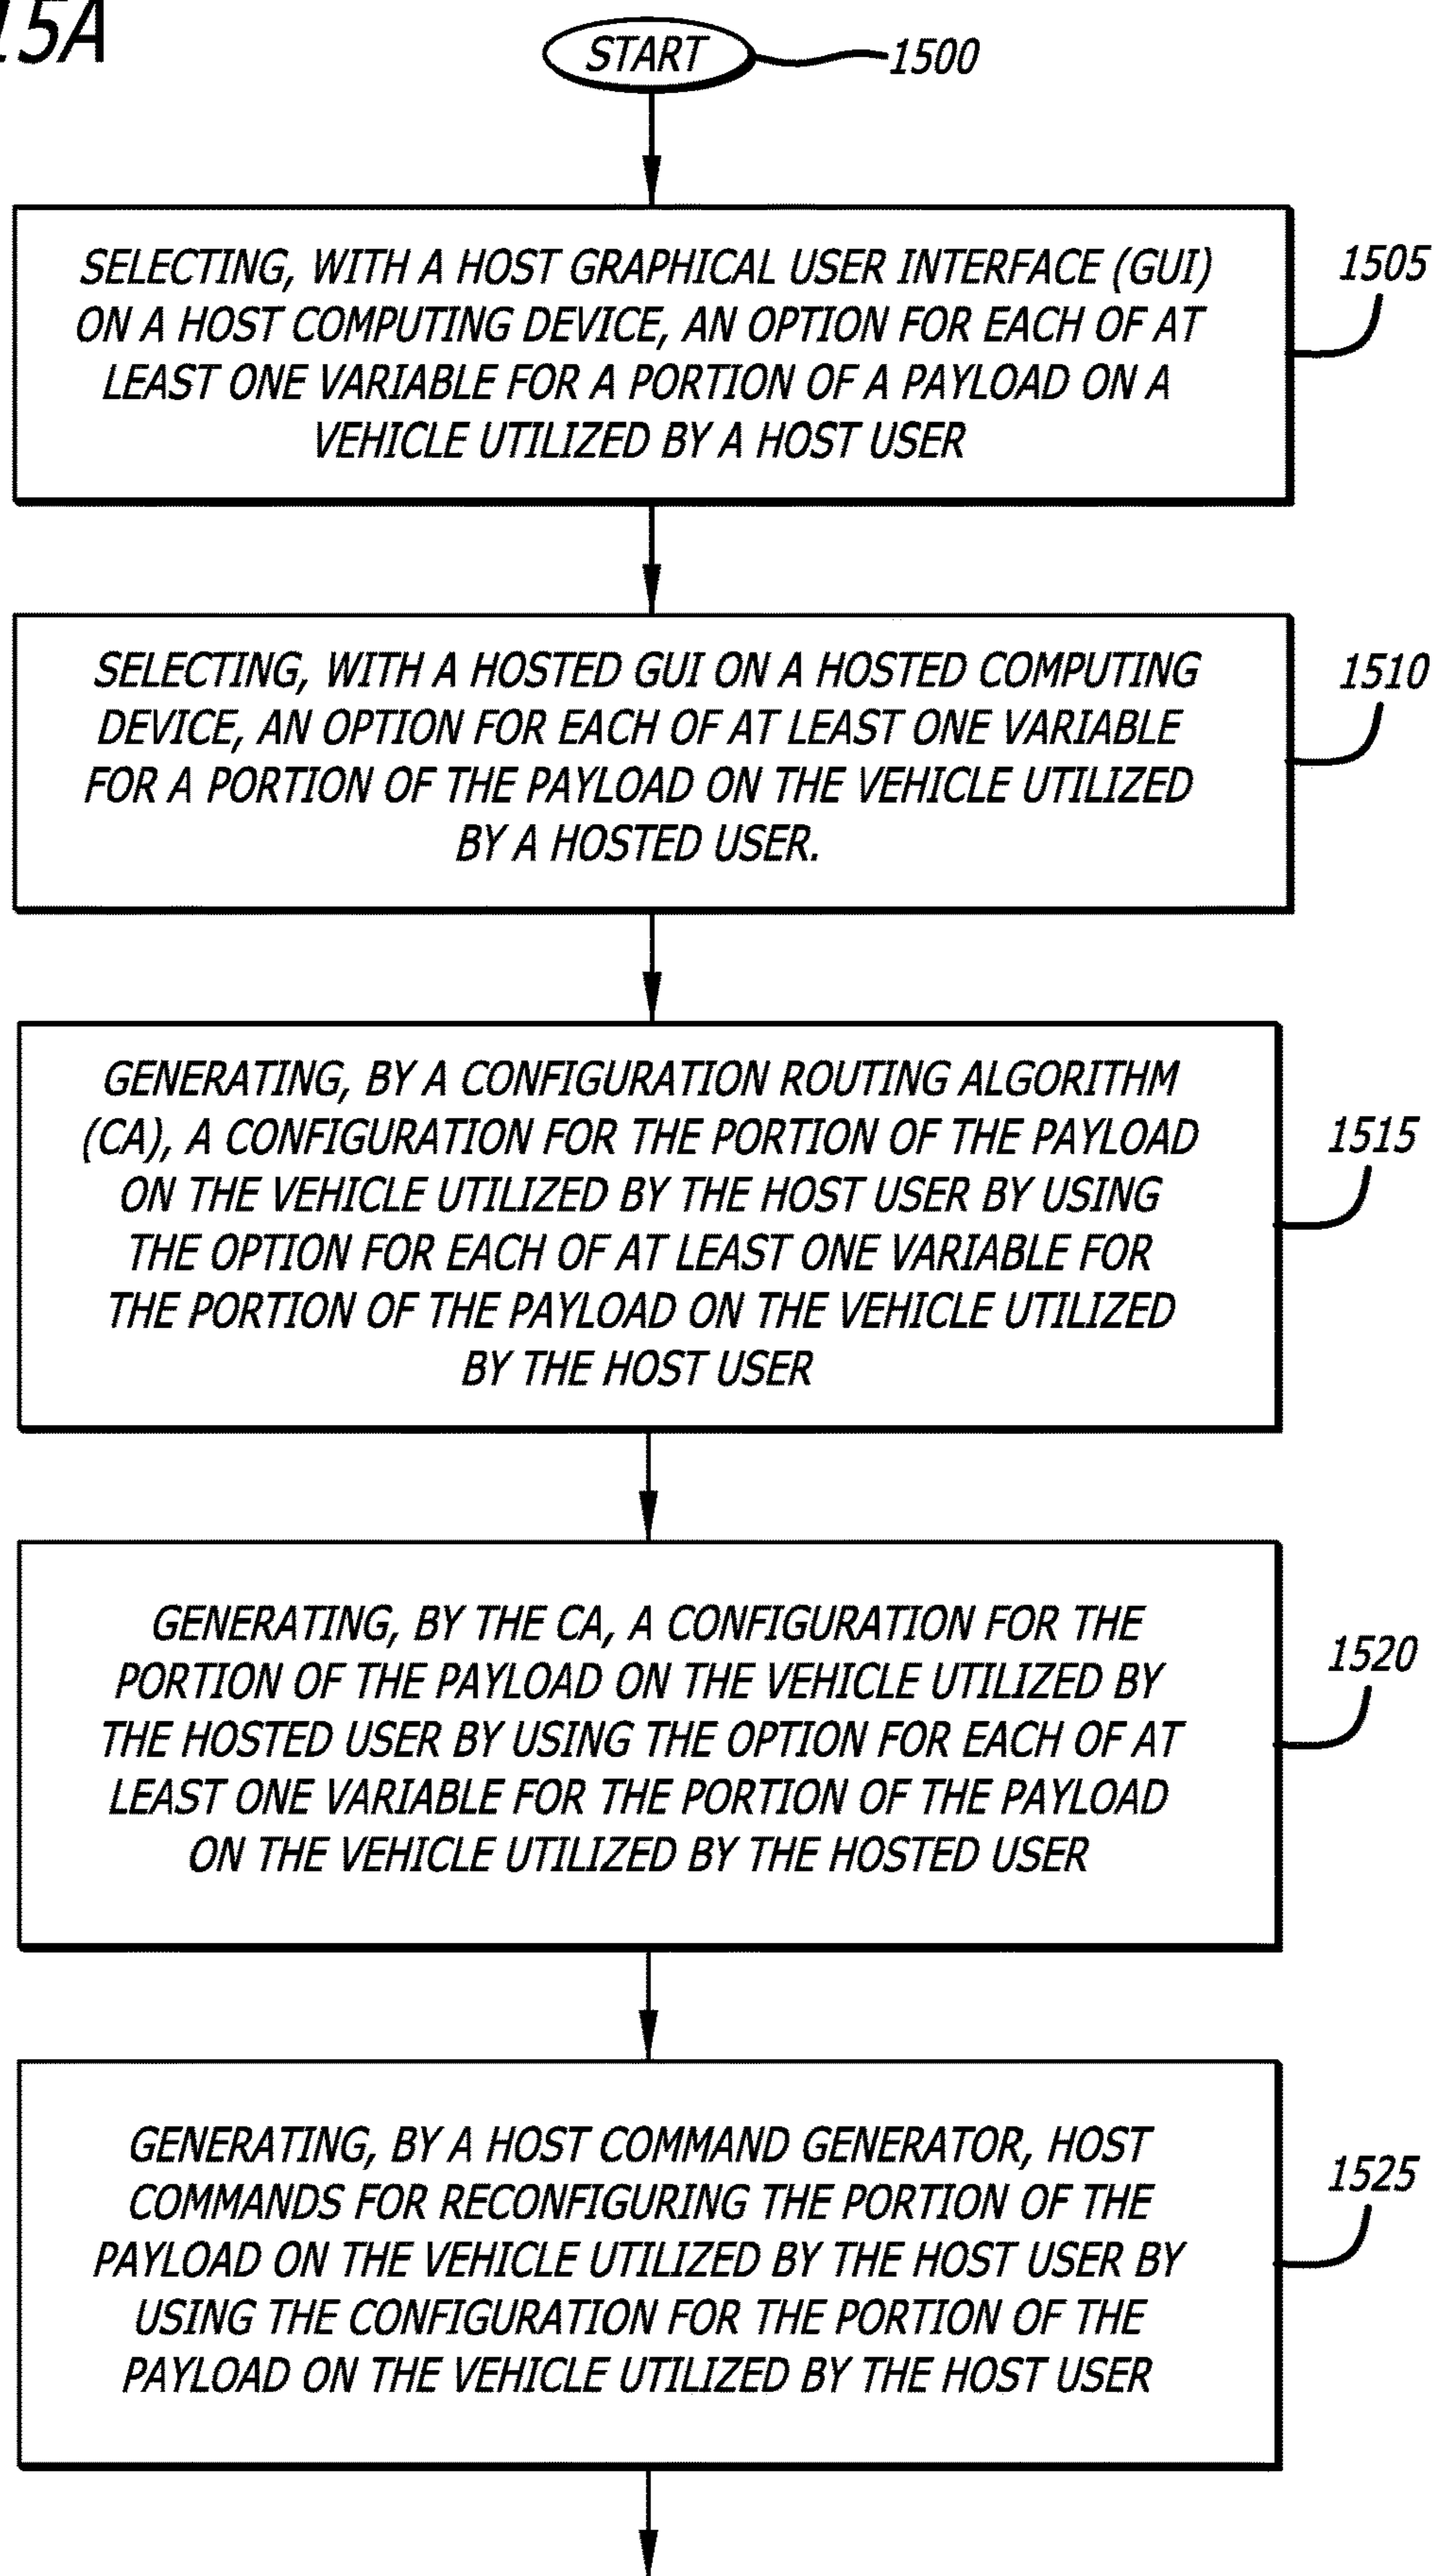 15A
START
1500
SELECTING, WITH A HOST GRAPHICAL USER INTERFACE (GUI)
ON A HOST COMPUTING DEVICE, AN OPTION FOR EACH OF AT
LEAST ONE VARIABLE FOR A PORTION OF A PAYLOAD ON A
VEHICLE UTILIZED BY A HOST USER
1505
SELECTING, WITH A HOSTED GUI ON A HOSTED COMPUTING
DEVICE, AN OPTION FOR EACH OF AT LEAST ONE VARIABLE
FOR A PORTION OF THE PAYLOAD ON THE VEHICLE UTILIZED
BY A HOSTED USER.
1510
GENERATING, BY A CONFIGURATION ROUTING ALGORITHM
(CA), A CONFIGURATION FOR THE PORTION OF THE PAYLOAD
ON THE VEHICLE UTILIZED BY THE HOST USER BY USING
THE OPTION FOR EACH OF AT LEAST ONE VARIABLE FOR
THE PORTION OF THE PAYLOAD ON THE VEHICLE UTILIZED
BY THE HOST USER
1515
GENERATING, BY THE CA, A CONFIGURATION FOR THE
PORTION OF THE PAYLOAD ON THE VEHICLE UTILIZED BY
THE HOSTED USER BY USING THE OPTION FOR EACH OF AT
LEAST ONE VARIABLE FOR THE PORTION OF THE PAYLOAD
ON THE VEHICLE UTILIZED BY THE HOSTED USER
1520
GENERATING, BY A HOST COMMAND GENERATOR, HOST
COMMANDS FOR RECONFIGURING THE PORTION OF THE
PAYLOAD ON THE VEHICLE UTILIZED BY THE HOST USER BY
USING THE CONFIGURATION FOR THE PORTION OF THE
PAYLOAD ON THE VEHICLE UTILIZED BY THE HOST USER
1525